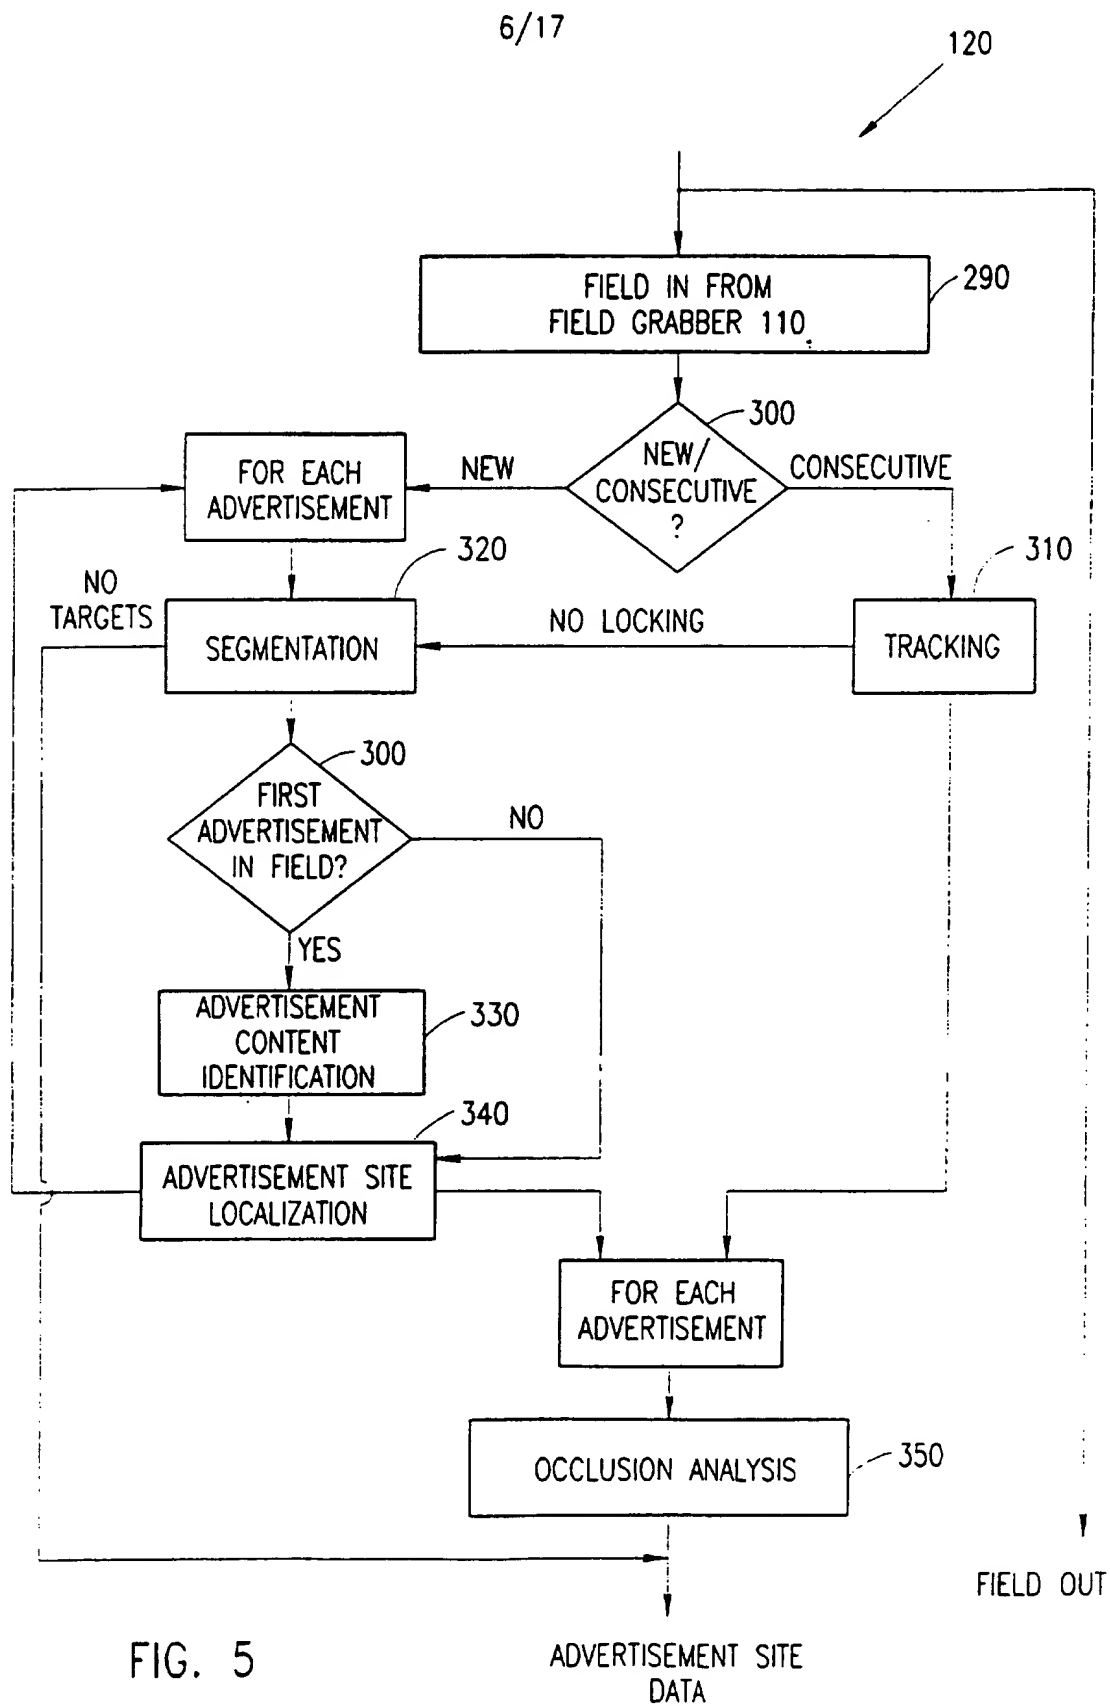 6/17
120
FIELD IN FROM
FIELD GRABBER 110
290
300
NEW/
CONSECUTIVE
?
NEW
CONSECUTIVE
FOR EACH
ADVERTISEMENT
320
310
NO
TARGETS
SEGMENTATION
NO LOCKING
TRACKING
300
FIRST
ADVERTISEMENT
IN FIELD?
NO
YES
ADVERTISEMENT
CONTENT
IDENTIFICATION
330
340
ADVERTISEMENT SITE
LOCALIZATION
FOR EACH
ADVERTISEMENT
OCCLUSION ANALYSIS
350
FIELD OUT
ADVERTISEMENT SITE
DATA
FIG. 5